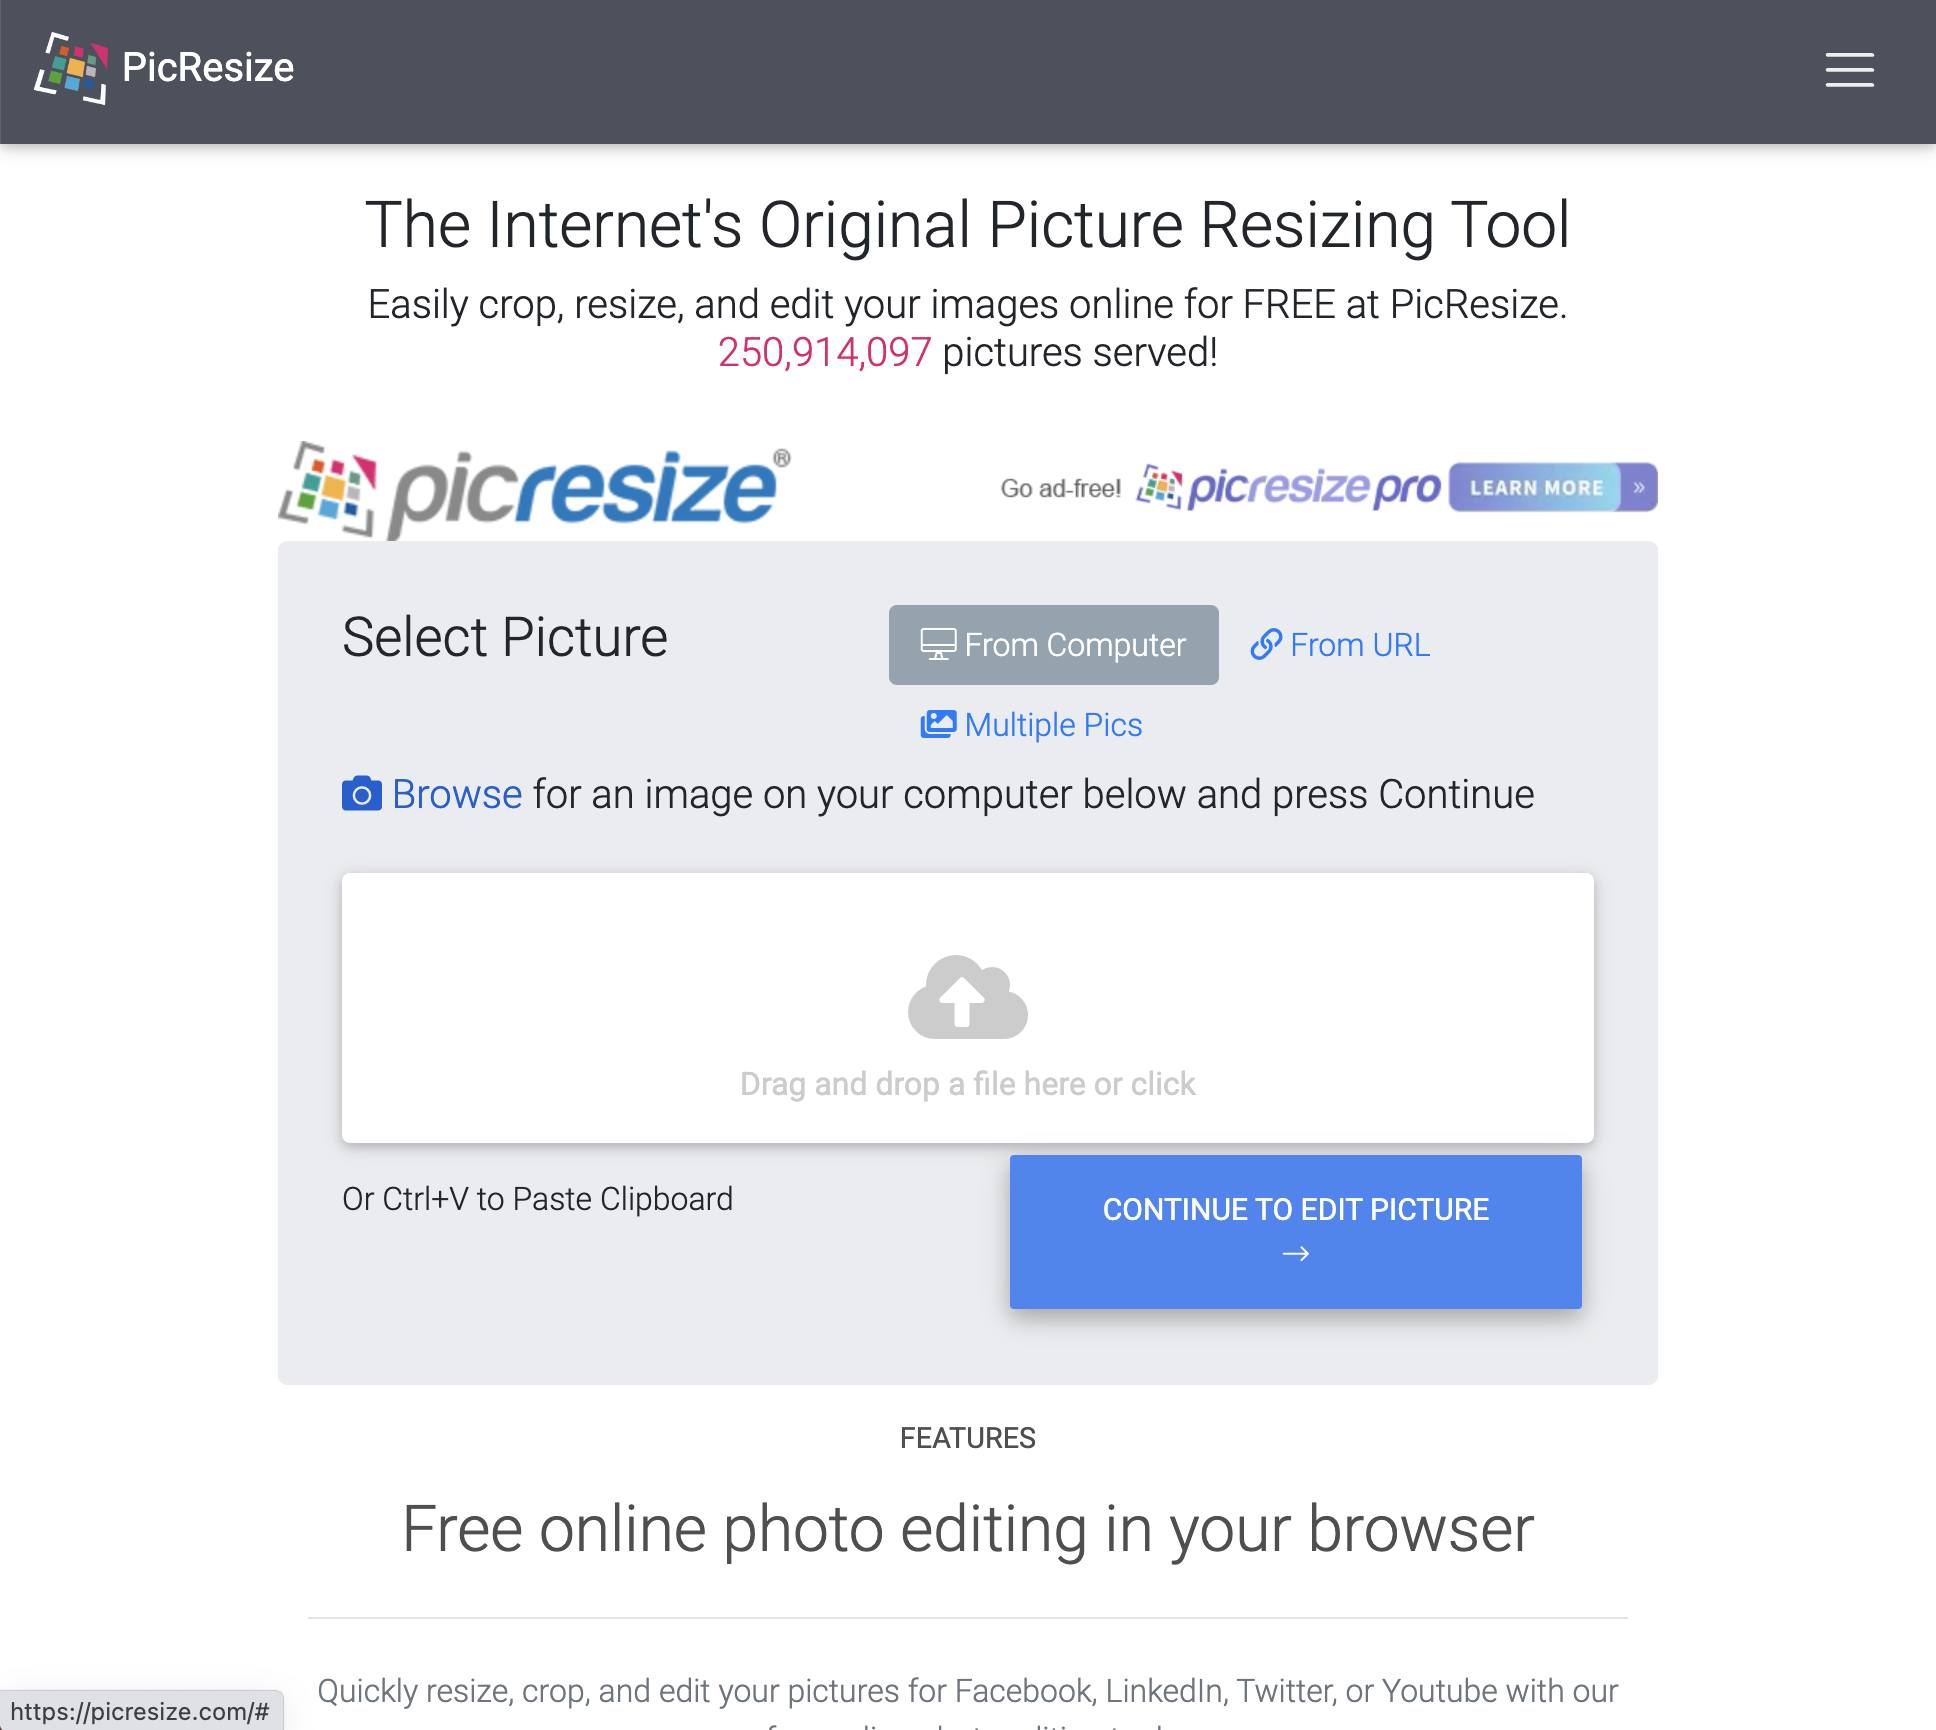 PicResize
The Internet's Original Picture Resizing Tool
Easily crop, resize, and edit your images online for FREE at PicResize.
250,914,097 pictures served!
picresize®
Go ad-free! picresize pro LEARN MORE »
Select Picture
From Computer
From URL
Multiple Pics
Browse for an image on your computer below and press Continue
Drag and drop a file here or click
Or Ctrl+V to Paste Clipboard
CONTINUE TO EDIT PICTURE
→
FEATURES
Free online photo editing in your browser
Quickly resize, crop, and edit your pictures for Facebook, LinkedIn, Twitter, or Youtube with our
https://picresize.com/#